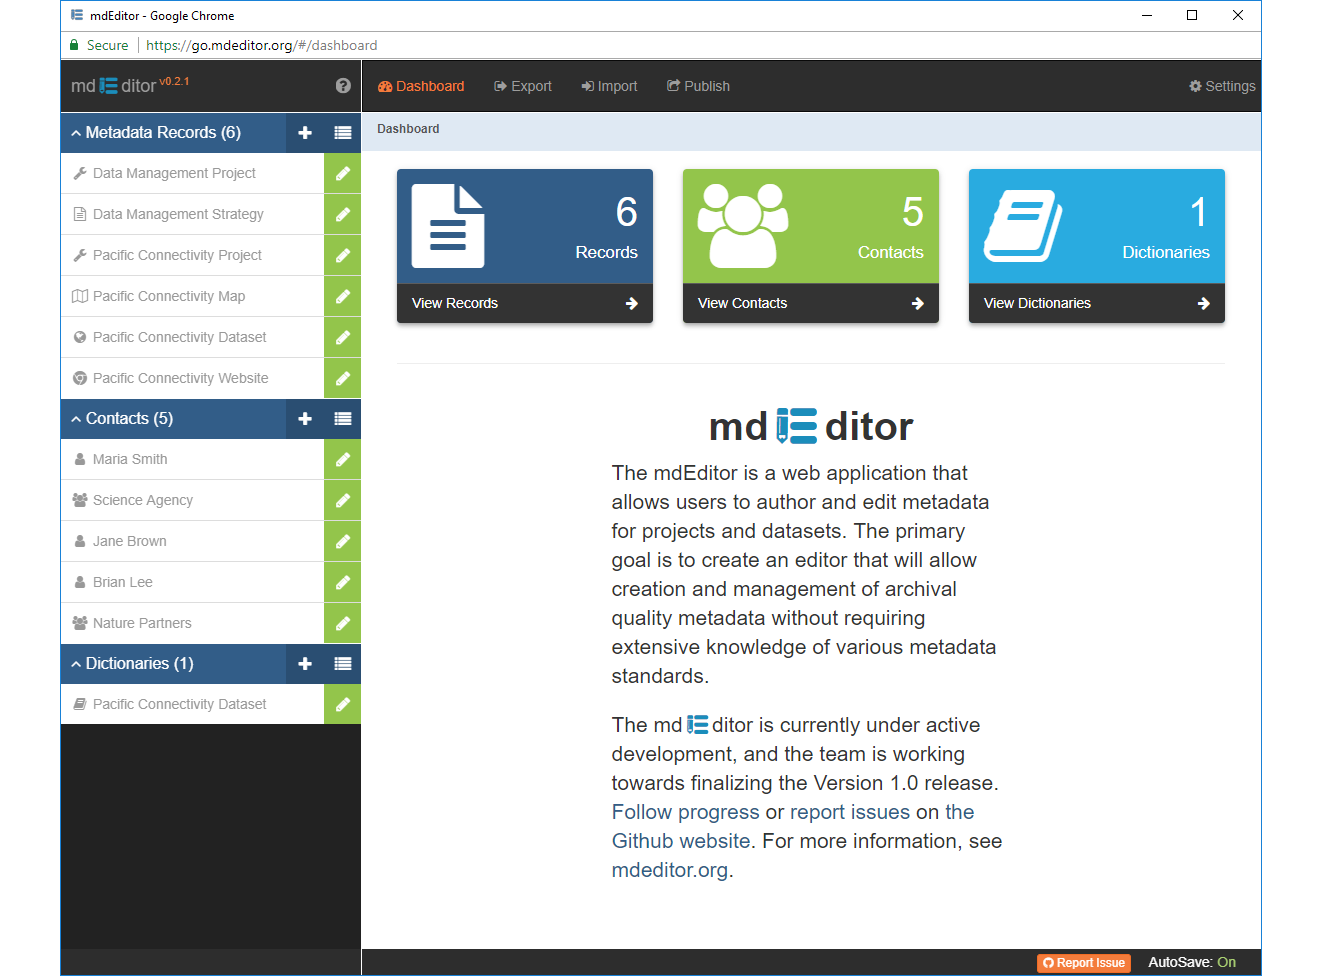 mdEditor - Google Chrome
Secure https://go.mdeditor.org/#/dashboard
md ditor v0.2.1
Dashboard Export Import Publish Settings
Metadata Records (6)
Data Management Project
Data Management Strategy
Pacific Connectivity Project
Pacific Connectivity Map
Pacific Connectivity Dataset
Pacific Connectivity Website
Contacts (5)
Maria Smith
Science Agency
Jane Brown
Brian Lee
Nature Partners
Dictionaries (1)
Pacific Connectivity Dataset
Dashboard
6
Records
View Records
5
Contacts
View Contacts
1
Dictionaries
View Dictionaries
mdEditor
The mdEditor is a web application that
allows users to author and edit metadata
for projects and datasets. The primary
goal is to create an editor that will allow
creation and management of archival
quality metadata without requiring
extensive knowledge of various metadata
standards.
The mdEditor is currently under active
development, and the team is working
towards finalizing the Version 1.0 release.
Follow progress or report issues on the
Github website. For more information, see
mdeditor.org.
Report Issue AutoSave: On